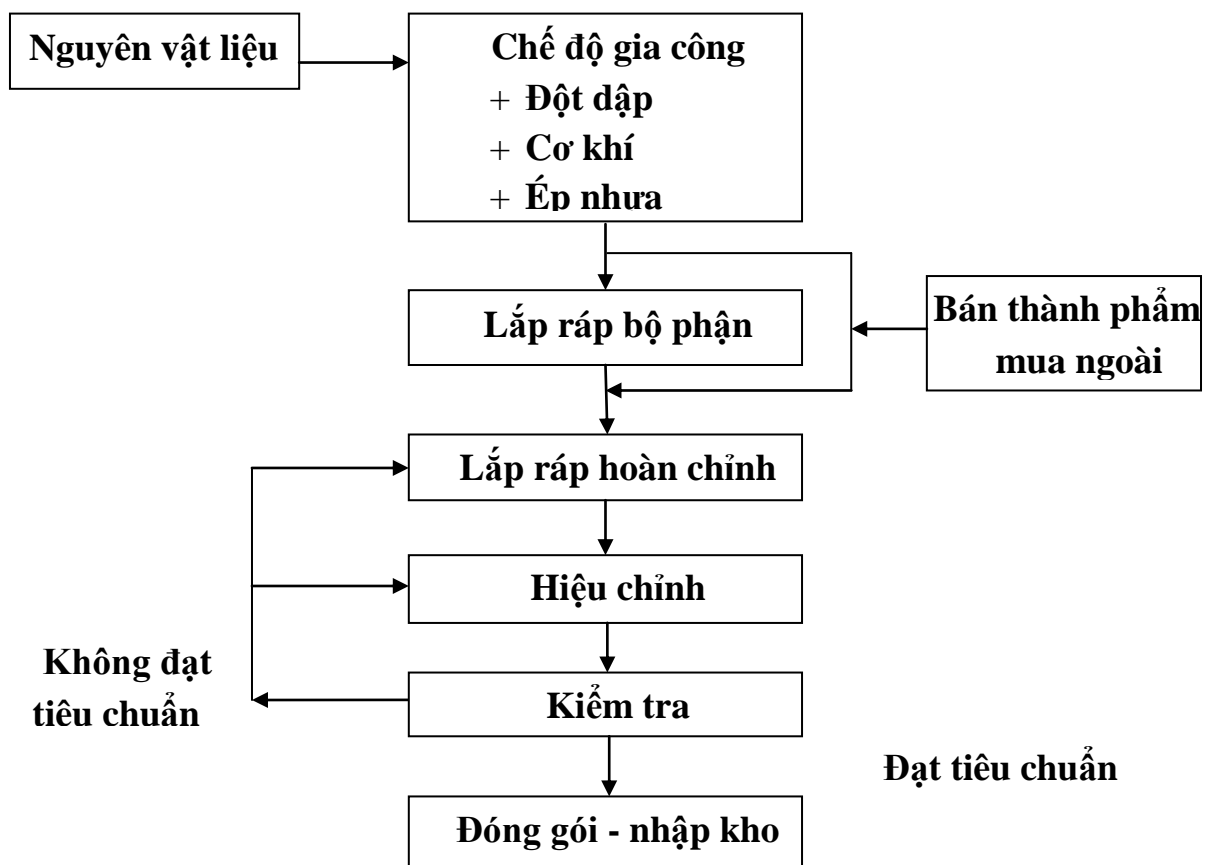 Nguyên vật liệu
Chế độ gia công
+ Đột dập
+ Cơ khí
+ Ép nhưa
Lắp ráp bộ phận
Bán thành phẩm
mua ngoài
Lắp ráp hoàn chỉnh
Hiệu chỉnh
Không đạt
tiêu chuẩn
Kiểm tra
Đạt tiêu chuẩn
Đóng gói - nhập kho